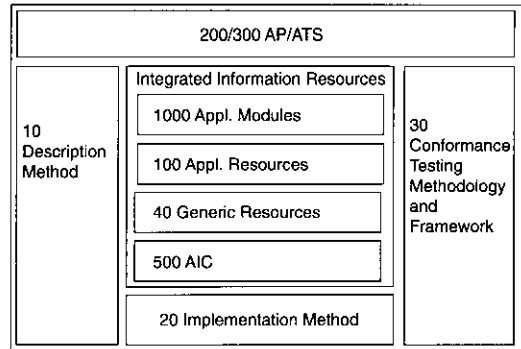 200/300 AP/ATS
10
Description
Method
Integrated Information Resources
1000 Appl. Modules
100 Appl. Resources
40 Generic Resources
500 AIC
20 Implementation Method
30
Conformance
Testing
Methodology
and
Framework